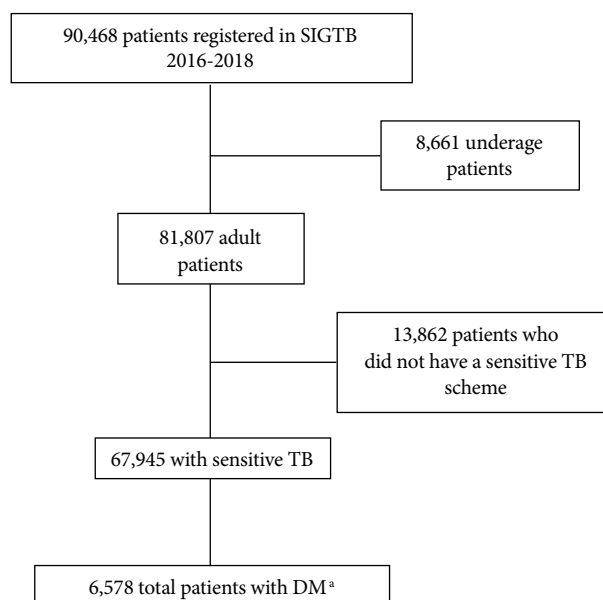 90,468 patients registered in SIGTB
2016-2018
8,661 underage
patients
81,807 adult
patients
13,862 patients who
did not have a sensitive TB
scheme
67,945 with sensitive TB
6,578 total patients with DM a